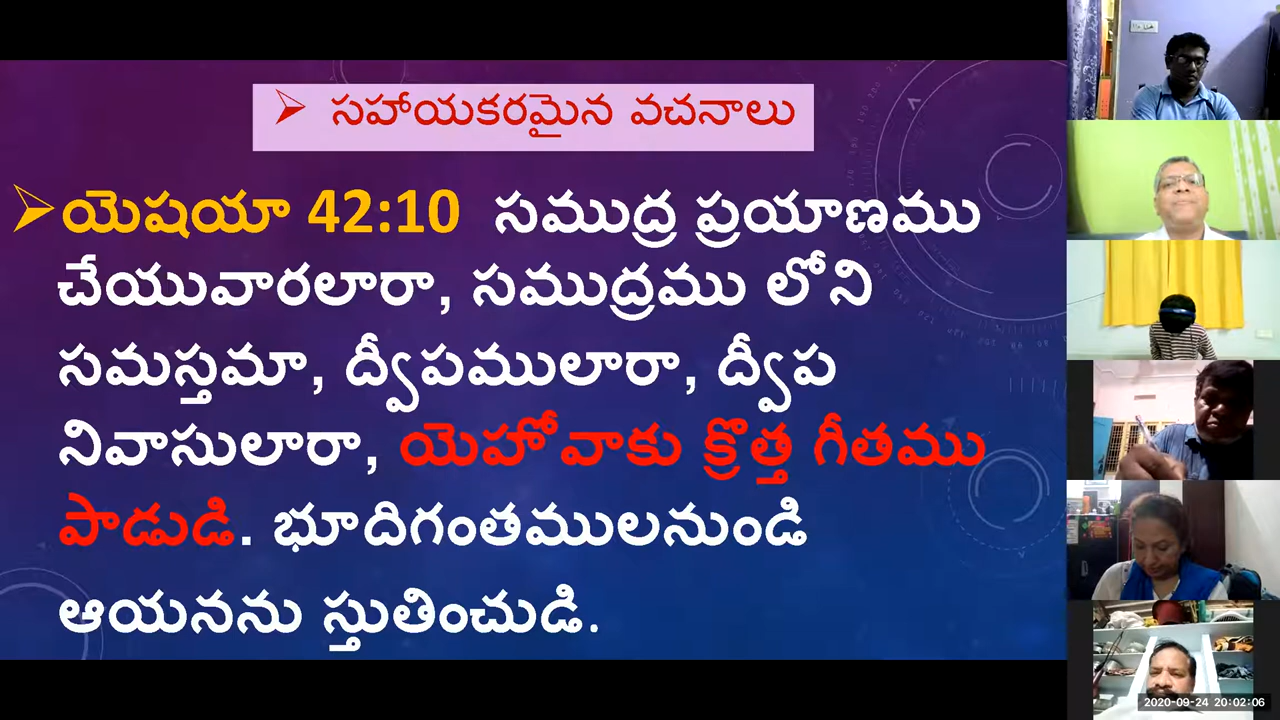 ➢ సహాయకరమైన వచనాలు
➢యెషయా 42:10 సముద్ర ప్రయాణము
చేయువారలారా, సముద్రము లోని
సమస్తమా, ద్వీపములారా, ద్వీప
నివాసులారా, యెహోవాకు క్రొత్త గీతము
పాడుడి. భూదిగంతములనుండి
ఆయనను స్తుతించుడి.
2020-09-24 20:02:06